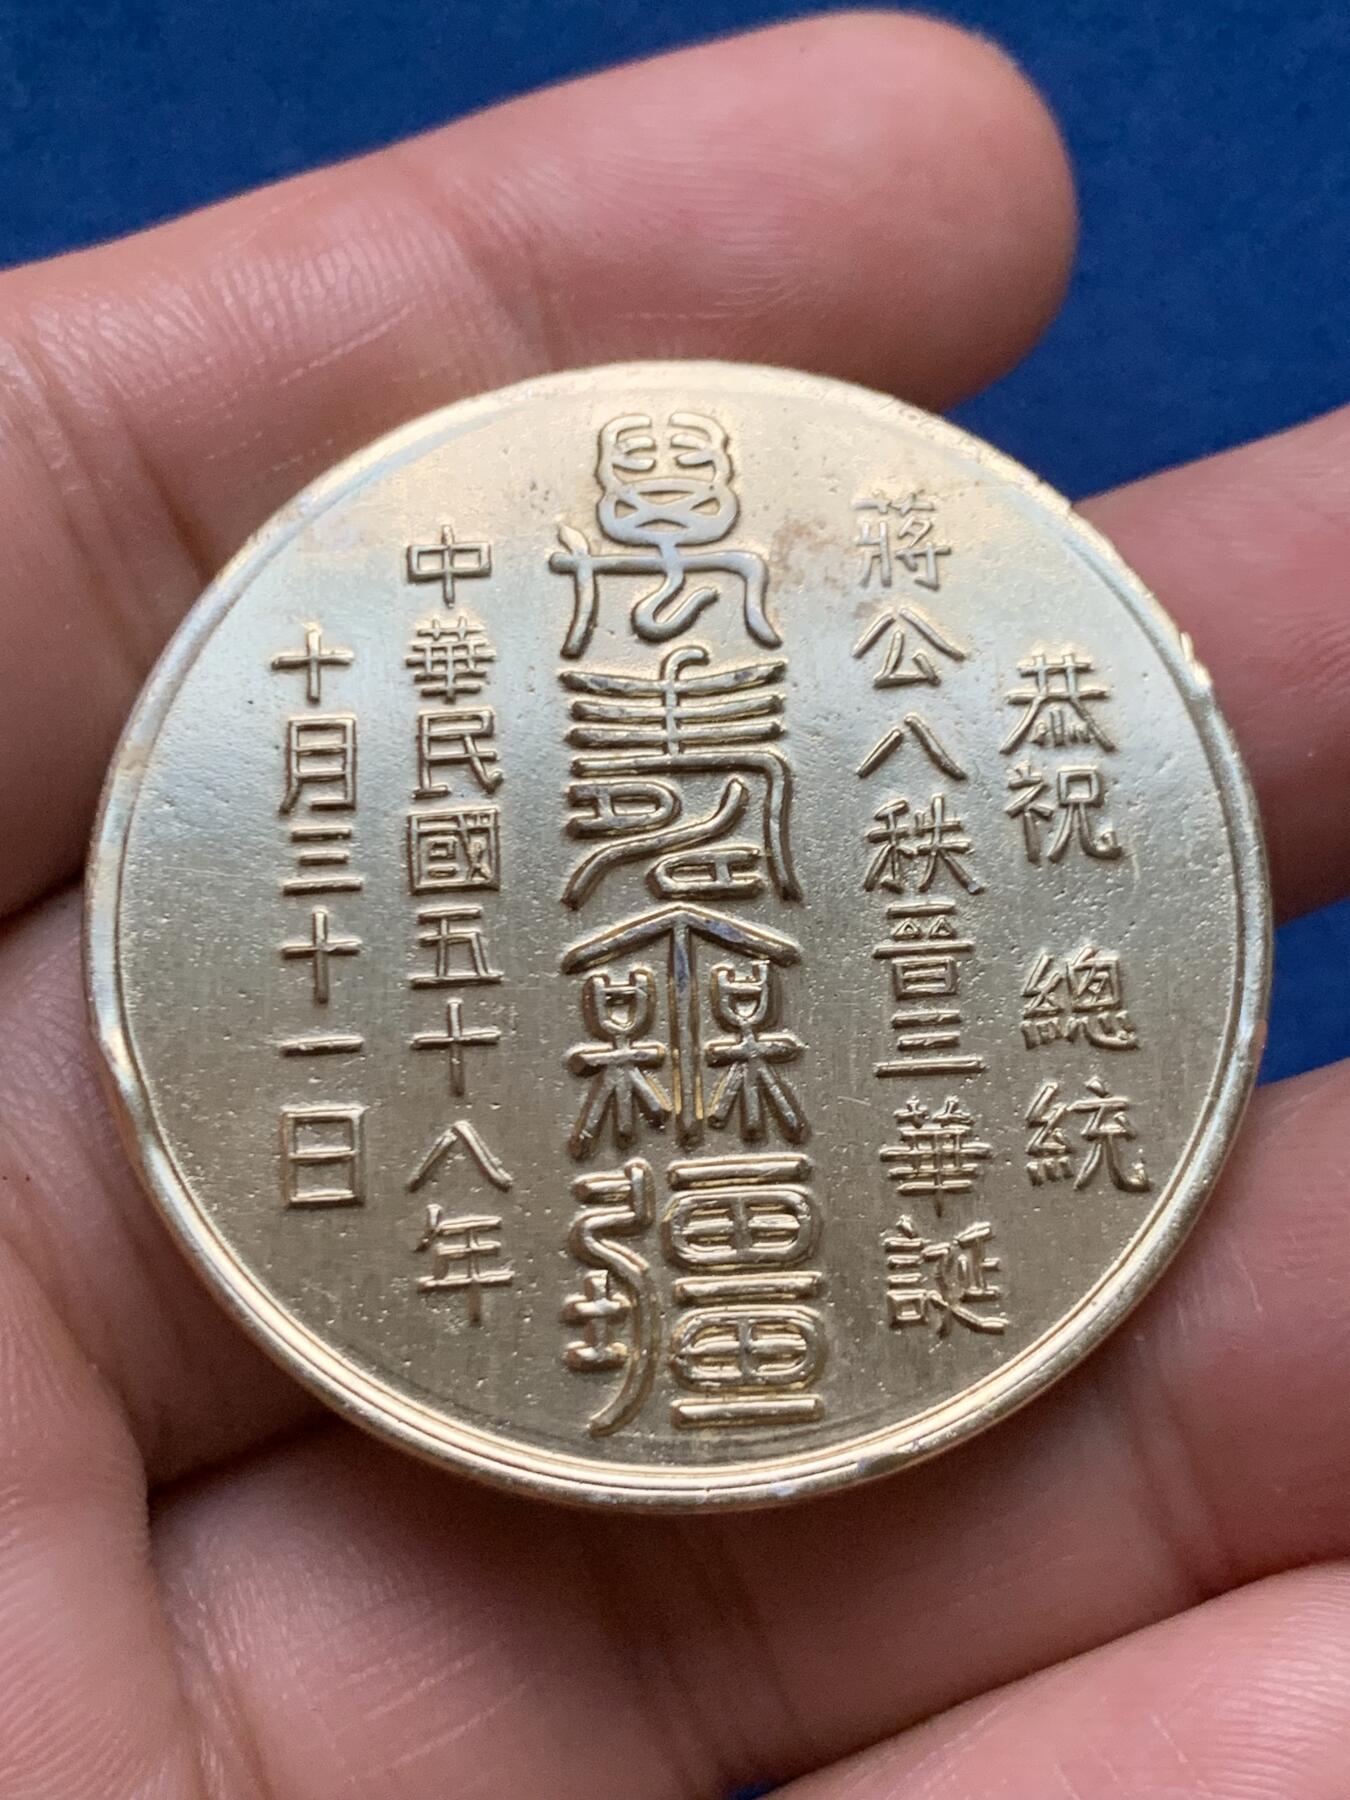 恭祝 總統
蔣公八秩晉三華誕
萬壽無疆
中華民國五十八年
十月三十一日